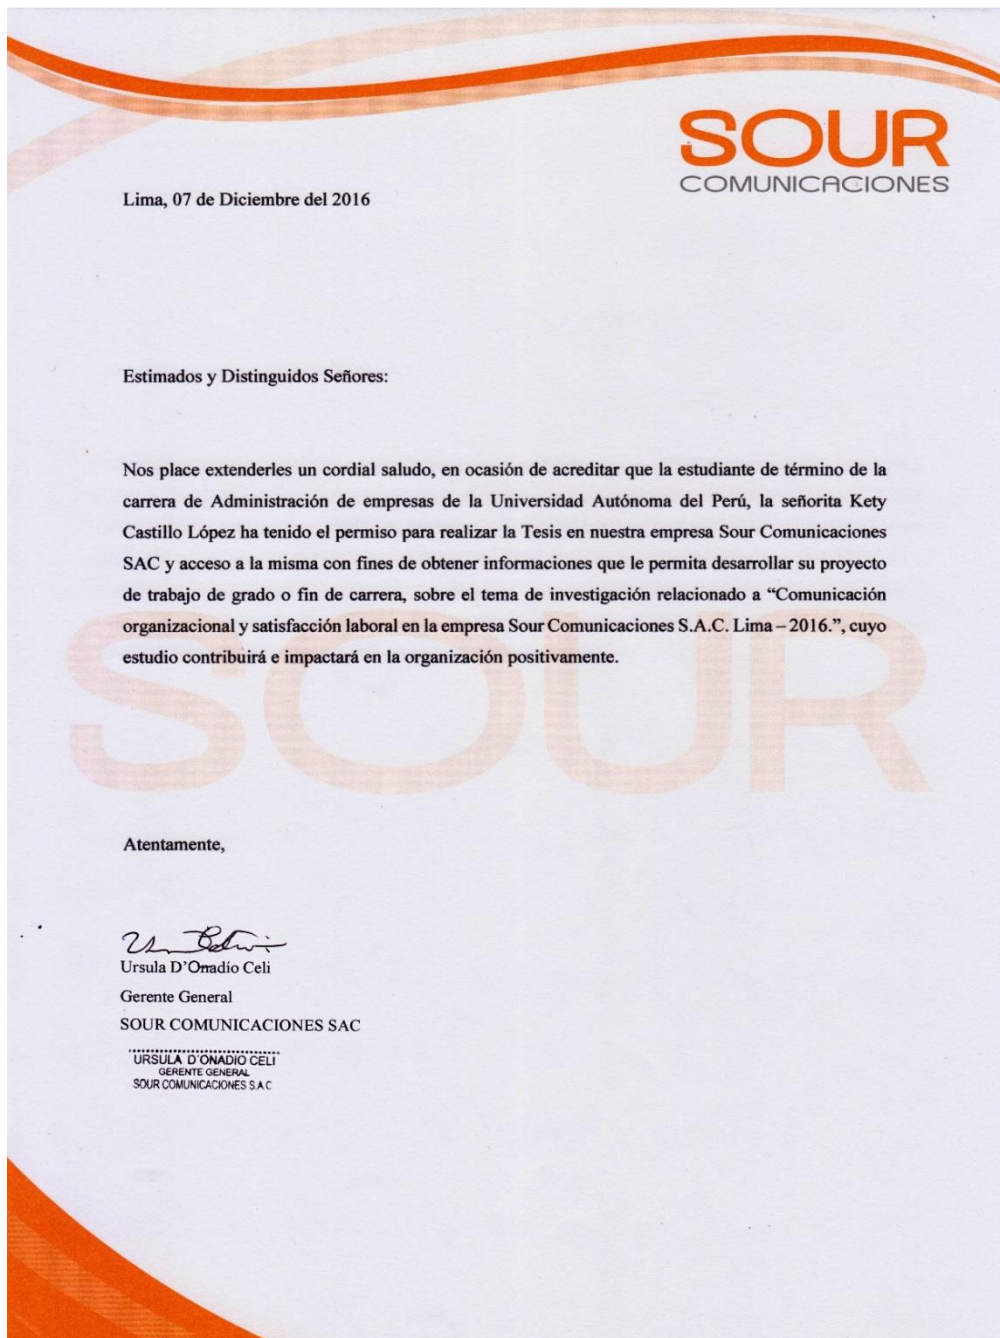 SOUR
COMUNICACIONES
Lima, 07 de Diciembre del 2016
Estimados y Distinguidos Señores:
Nos place extenderles un cordial saludo, en ocasión de acreditar que la estudiante de término de la
carrera de Administración de empresas de la Universidad Autónoma del Perú, la señorita Kety
Castillo López ha tenido el permiso para realizar la Tesis en nuestra empresa Sour Comunicaciones
SAC y acceso a la misma con fines de obtener informaciones que le permita desarrollar su proyecto
de trabajo de grado o fin de carrera, sobre el tema de investigación relacionado a “Comunicación
organizacional y satisfacción laboral en la empresa Sour Comunicaciones S.A.C. Lima – 2016.”, cuyo
estudio contribuirá e impactará en la organización positivamente.
SOUR
Atentamente,
Ursula D’Onadío Celi
Gerente General
SOUR COMUNICACIONES SAC
URSULA D'ONADIO CELI
GERENTE GENERAL
SOUR COMUNICACIONES S.A.C